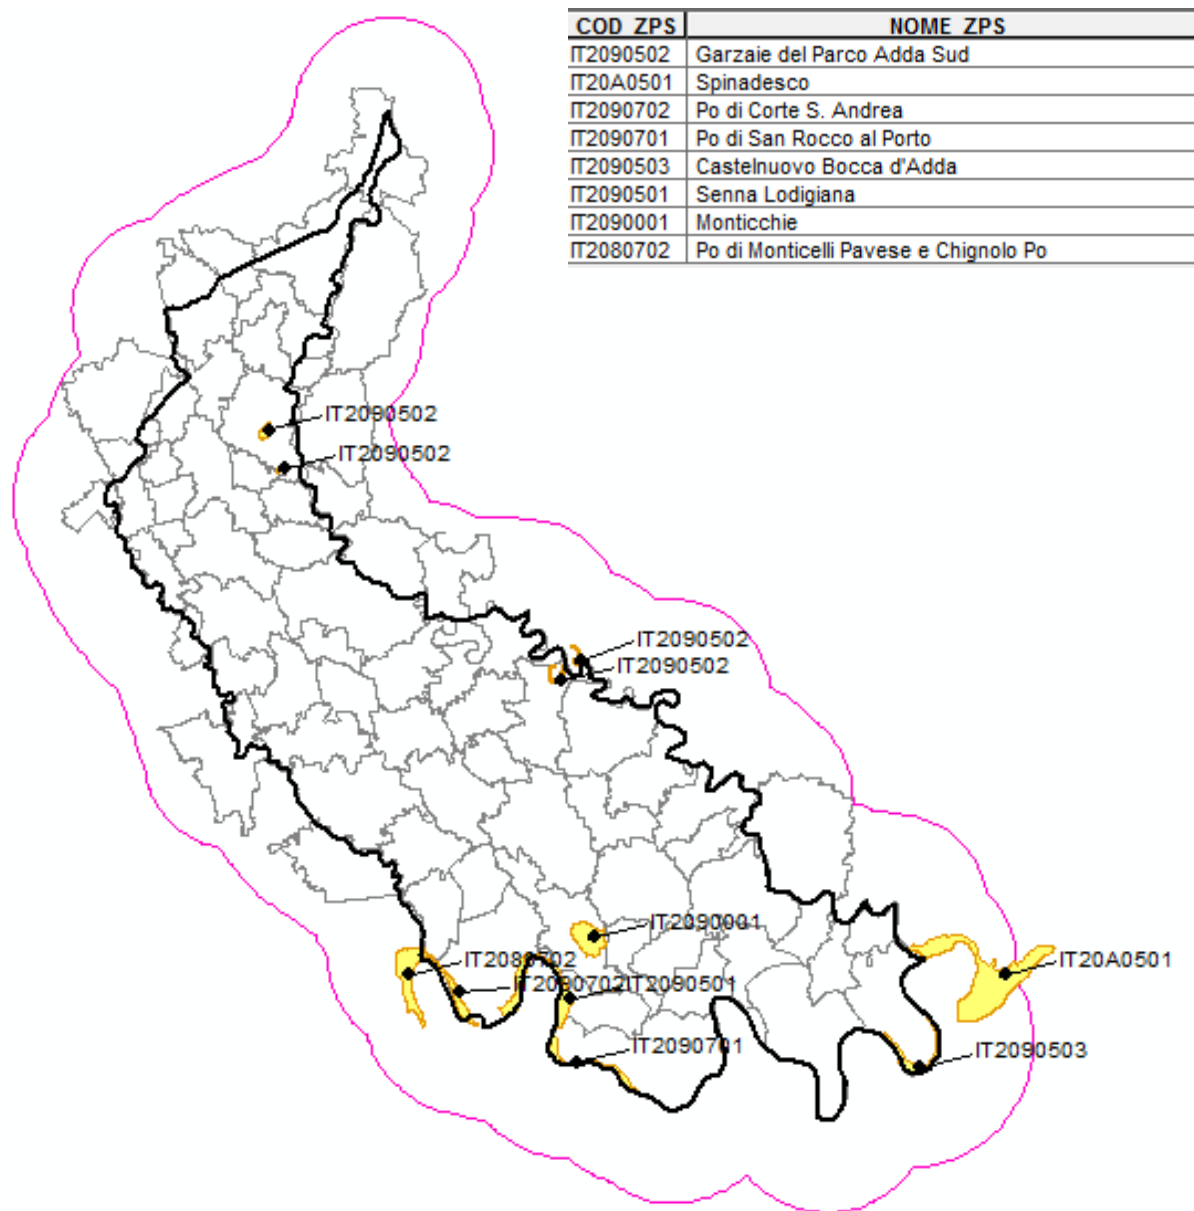 COD_ZPS NOME_ZPS
IT2090502 Garzaie del Parco Adda Sud
IT20A0501 Spinadesco
IT2090702 Po di Corte S. Andrea
IT2090701 Po di San Rocco al Porto
IT2090503 Castelnuovo Bocca d'Adda
IT2090501 Senna Lodigiana
IT2090001 Monticchie
IT2080702 Po di Monticelli Pavese e Chignolo Po
IT2090502
IT2090502
IT2090502
IT2090502
IT2090001
IT2080702
IT20A0501
IT2090702 IT2090501
IT2090701
IT2090503